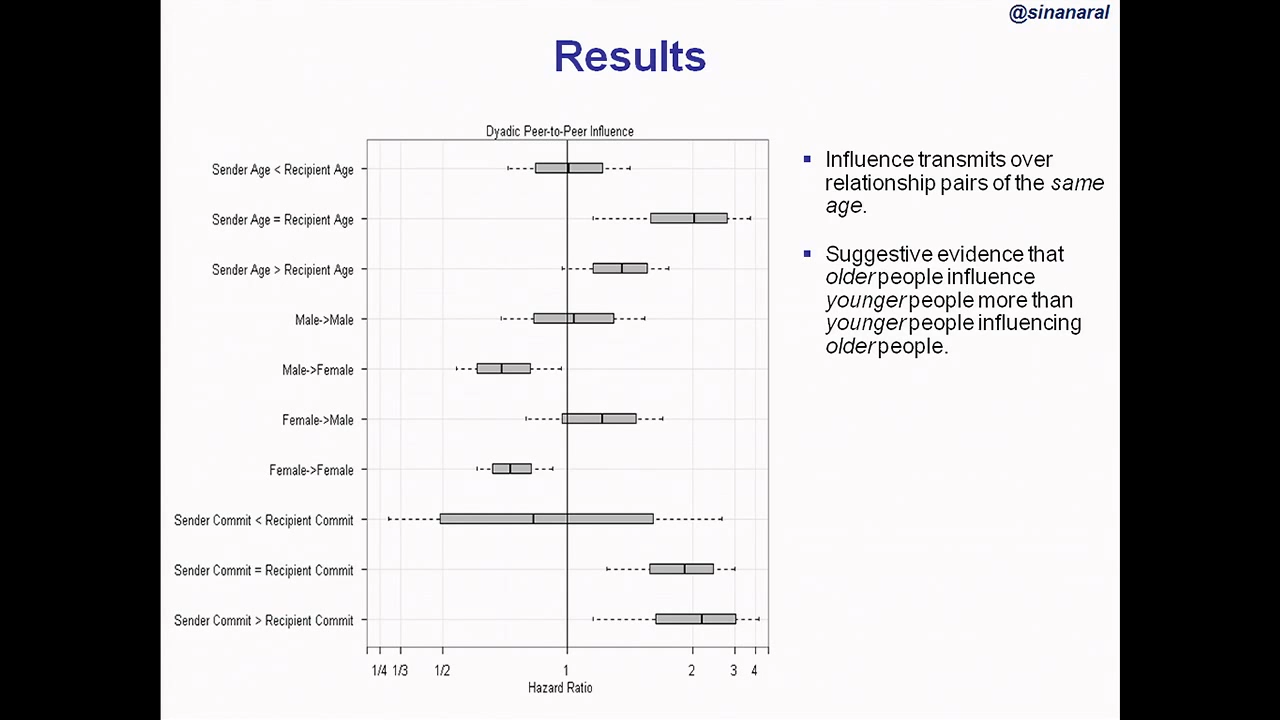 @sinanaral
Results
Dyadic Peer-to-Peer Influence
Sender Age < Recipient Age
Sender Age = Recipient Age
Sender Age > Recipient Age
Male->Male
Male->Female
Female->Male
Female->Female
Sender Commit < Recipient Commit
Sender Commit = Recipient Commit
Sender Commit > Recipient Commit
1/4 1/3 1/2 1 2 3 4
Hazard Ratio
▪ Influence transmits over
relationship pairs of the same
age.
▪ Suggestive evidence that
older people influence
younger people more than
younger people influencing
older people.